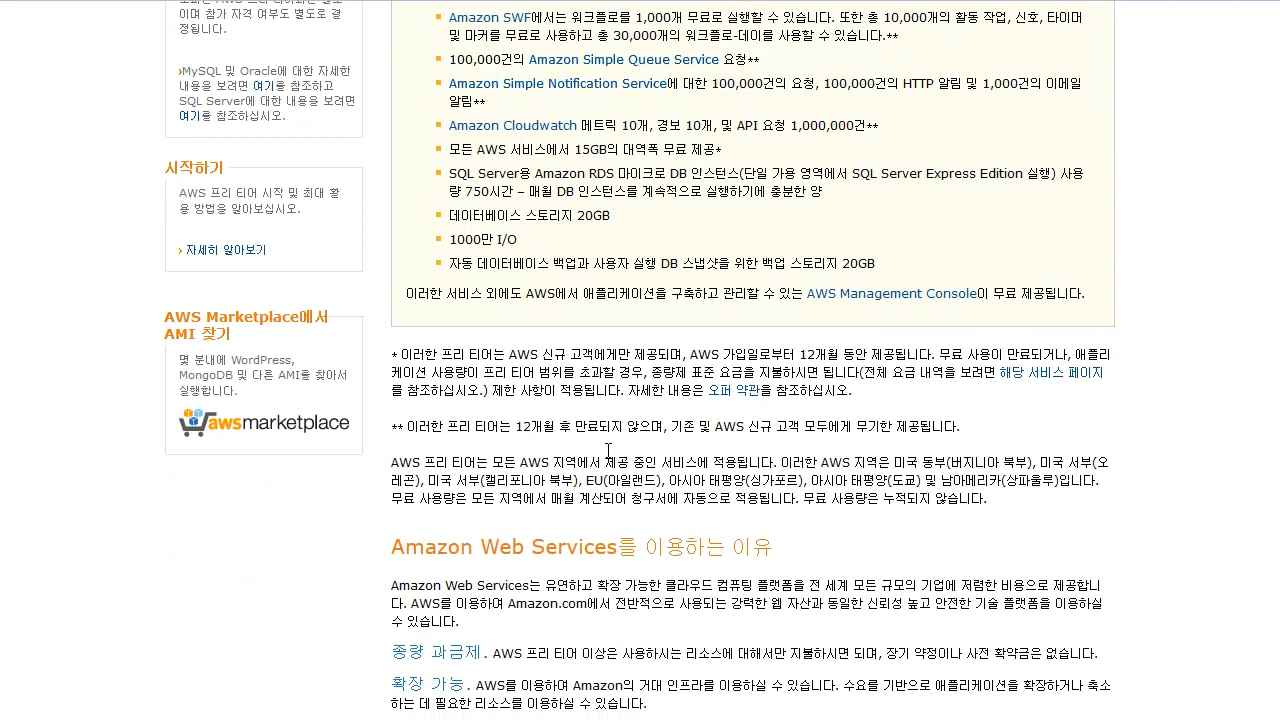 이며 참가 자격 여부도 별도로 결
정됩니다.
›MySQL 및 Oracle에 대한 자세한
내용을 보려면 여기를 참조하고
SQL Server에 대한 내용을 보려면
여기를 참조하십시오.
시작하기
AWS 프리 티어 시작 및 최대 활
용 방법을 알아보십시오.
› 자세히 알아보기
AWS Marketplace에서
AMI 찾기
몇 분내에 WordPress,
MongoDB 및 다른 AMI를 찾아서
실행합니다.
awsmarketplace
Amazon SWF에서는 워크플로를 1,000개 무료로 실행할 수 있습니다. 또한 총 10,000개의 활동 작업, 신호, 타이머
및 마커를 무료로 사용하고 총 30,000개의 워크플로-데이를 사용할 수 있습니다.**
100,000건의 Amazon Simple Queue Service 요청**
Amazon Simple Notification Service에 대한 100,000건의 요청, 100,000건의 HTTP 알림 및 1,000건의 이메일
알림**
Amazon Cloudwatch 메트릭 10개, 경보 10개, 및 API 요청 1,000,000건**
모든 AWS 서비스에서 15GB의 대역폭 무료 제공*
SQL Server용 Amazon RDS 마이크로 DB 인스턴스(단일 가용 영역에서 SQL Server Express Edition 실행) 사용
량 750시간 – 매월 DB 인스턴스를 계속적으로 실행하기에 충분한 양
데이터베이스 스토리지 20GB
1000만 I/O
자동 데이터베이스 백업과 사용자 실행 DB 스냅샷을 위한 백업 스토리지 20GB
이러한 서비스 외에도 AWS에서 애플리케이션을 구축하고 관리할 수 있는 AWS Management Console이 무료 제공됩니다.
* 이러한 프리 티어는 AWS 신규 고객에게만 제공되며, AWS 가입일로부터 12개월 동안 제공됩니다. 무료 사용이 만료되거나, 애플리
케이션 사용량이 프리 티어 범위를 초과할 경우, 종량제 표준 요금을 지불하시면 됩니다(전체 요금 내역을 보려면 해당 서비스 페이지
를 참조하십시오.) 제한 사항이 적용됩니다. 자세한 내용은 오퍼 약관을 참조하십시오.
** 이러한 프리 티어는 12개월 후 만료되지 않으며, 기존 및 AWS 신규 고객 모두에게 무기한 제공됩니다.
AWS 프리 티어는 모든 AWS 지역에서 제공 중인 서비스에 적용됩니다. 이러한 AWS 지역은 미국 동부(버지니아 북부), 미국 서부(오
레곤), 미국 서부(캘리포니아 북부), EU(아일랜드), 아시아 태평양(싱가포르), 아시아 태평양(도쿄) 및 남아메리카(상파울루)입니다.
무료 사용량은 모든 지역에서 매월 계산되어 청구서에 자동으로 적용됩니다. 무료 사용량은 누적되지 않습니다.
Amazon Web Services를 이용하는 이유
Amazon Web Services는 유연하고 확장 가능한 클라우드 컴퓨팅 플랫폼을 전 세계 모든 규모의 기업에 저렴한 비용으로 제공합니
다. AWS를 이용하여 Amazon.com에서 전반적으로 사용되는 강력한 웹 자산과 동일한 신뢰성 높고 안전한 기술 플랫폼을 이용하실
수 있습니다.
종량 과금제. AWS 프리 티어 이상은 사용하시는 리소스에 대해서만 지불하시면 되며, 장기 약정이나 사전 확약금은 없습니다.
확장 가능. AWS를 이용하여 Amazon의 거대 인프라를 이용하실 수 있습니다. 수요를 기반으로 애플리케이션을 확장하거나 축소
하는 데 필요한 리소스를 이용하실 수 있습니다.